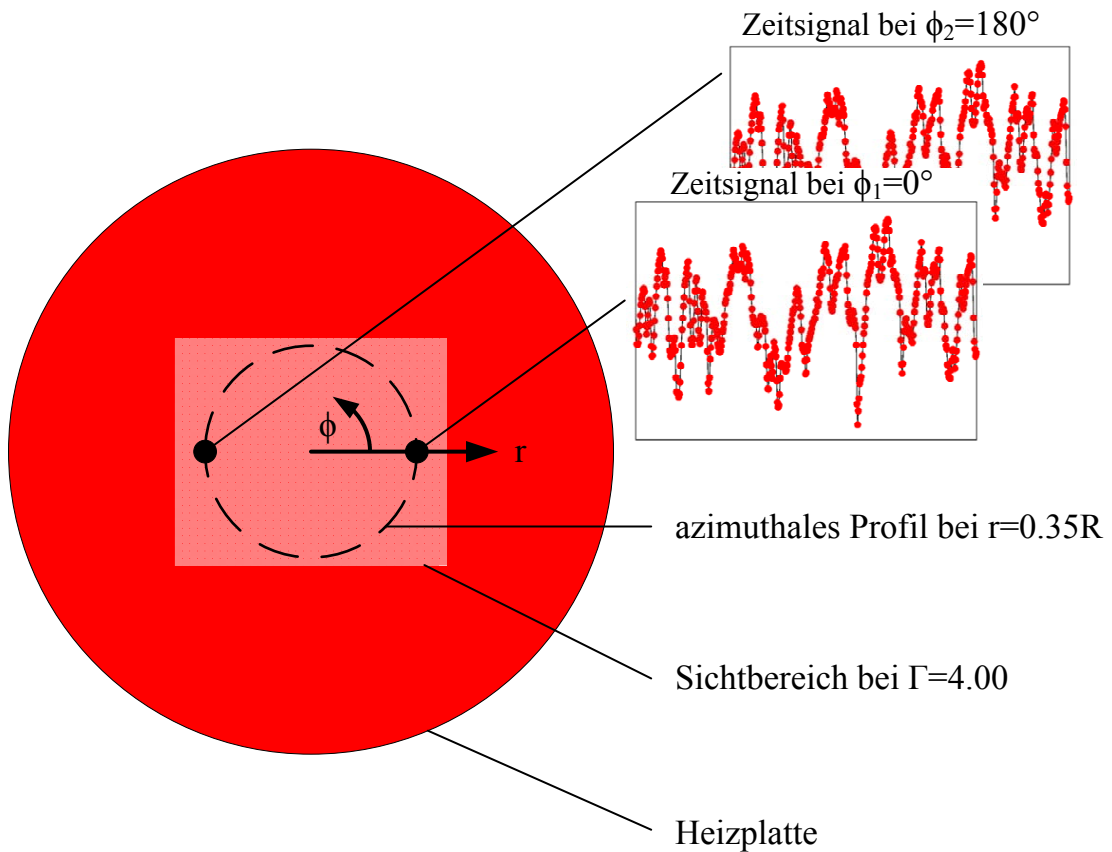 Zeitsignal bei ϕ₂=180°
Zeitsignal bei ϕ₁=0°
ϕ
r
azimuthales Profil bei r=0.35R
Sichtbereich bei Γ=4.00
Heizplatte